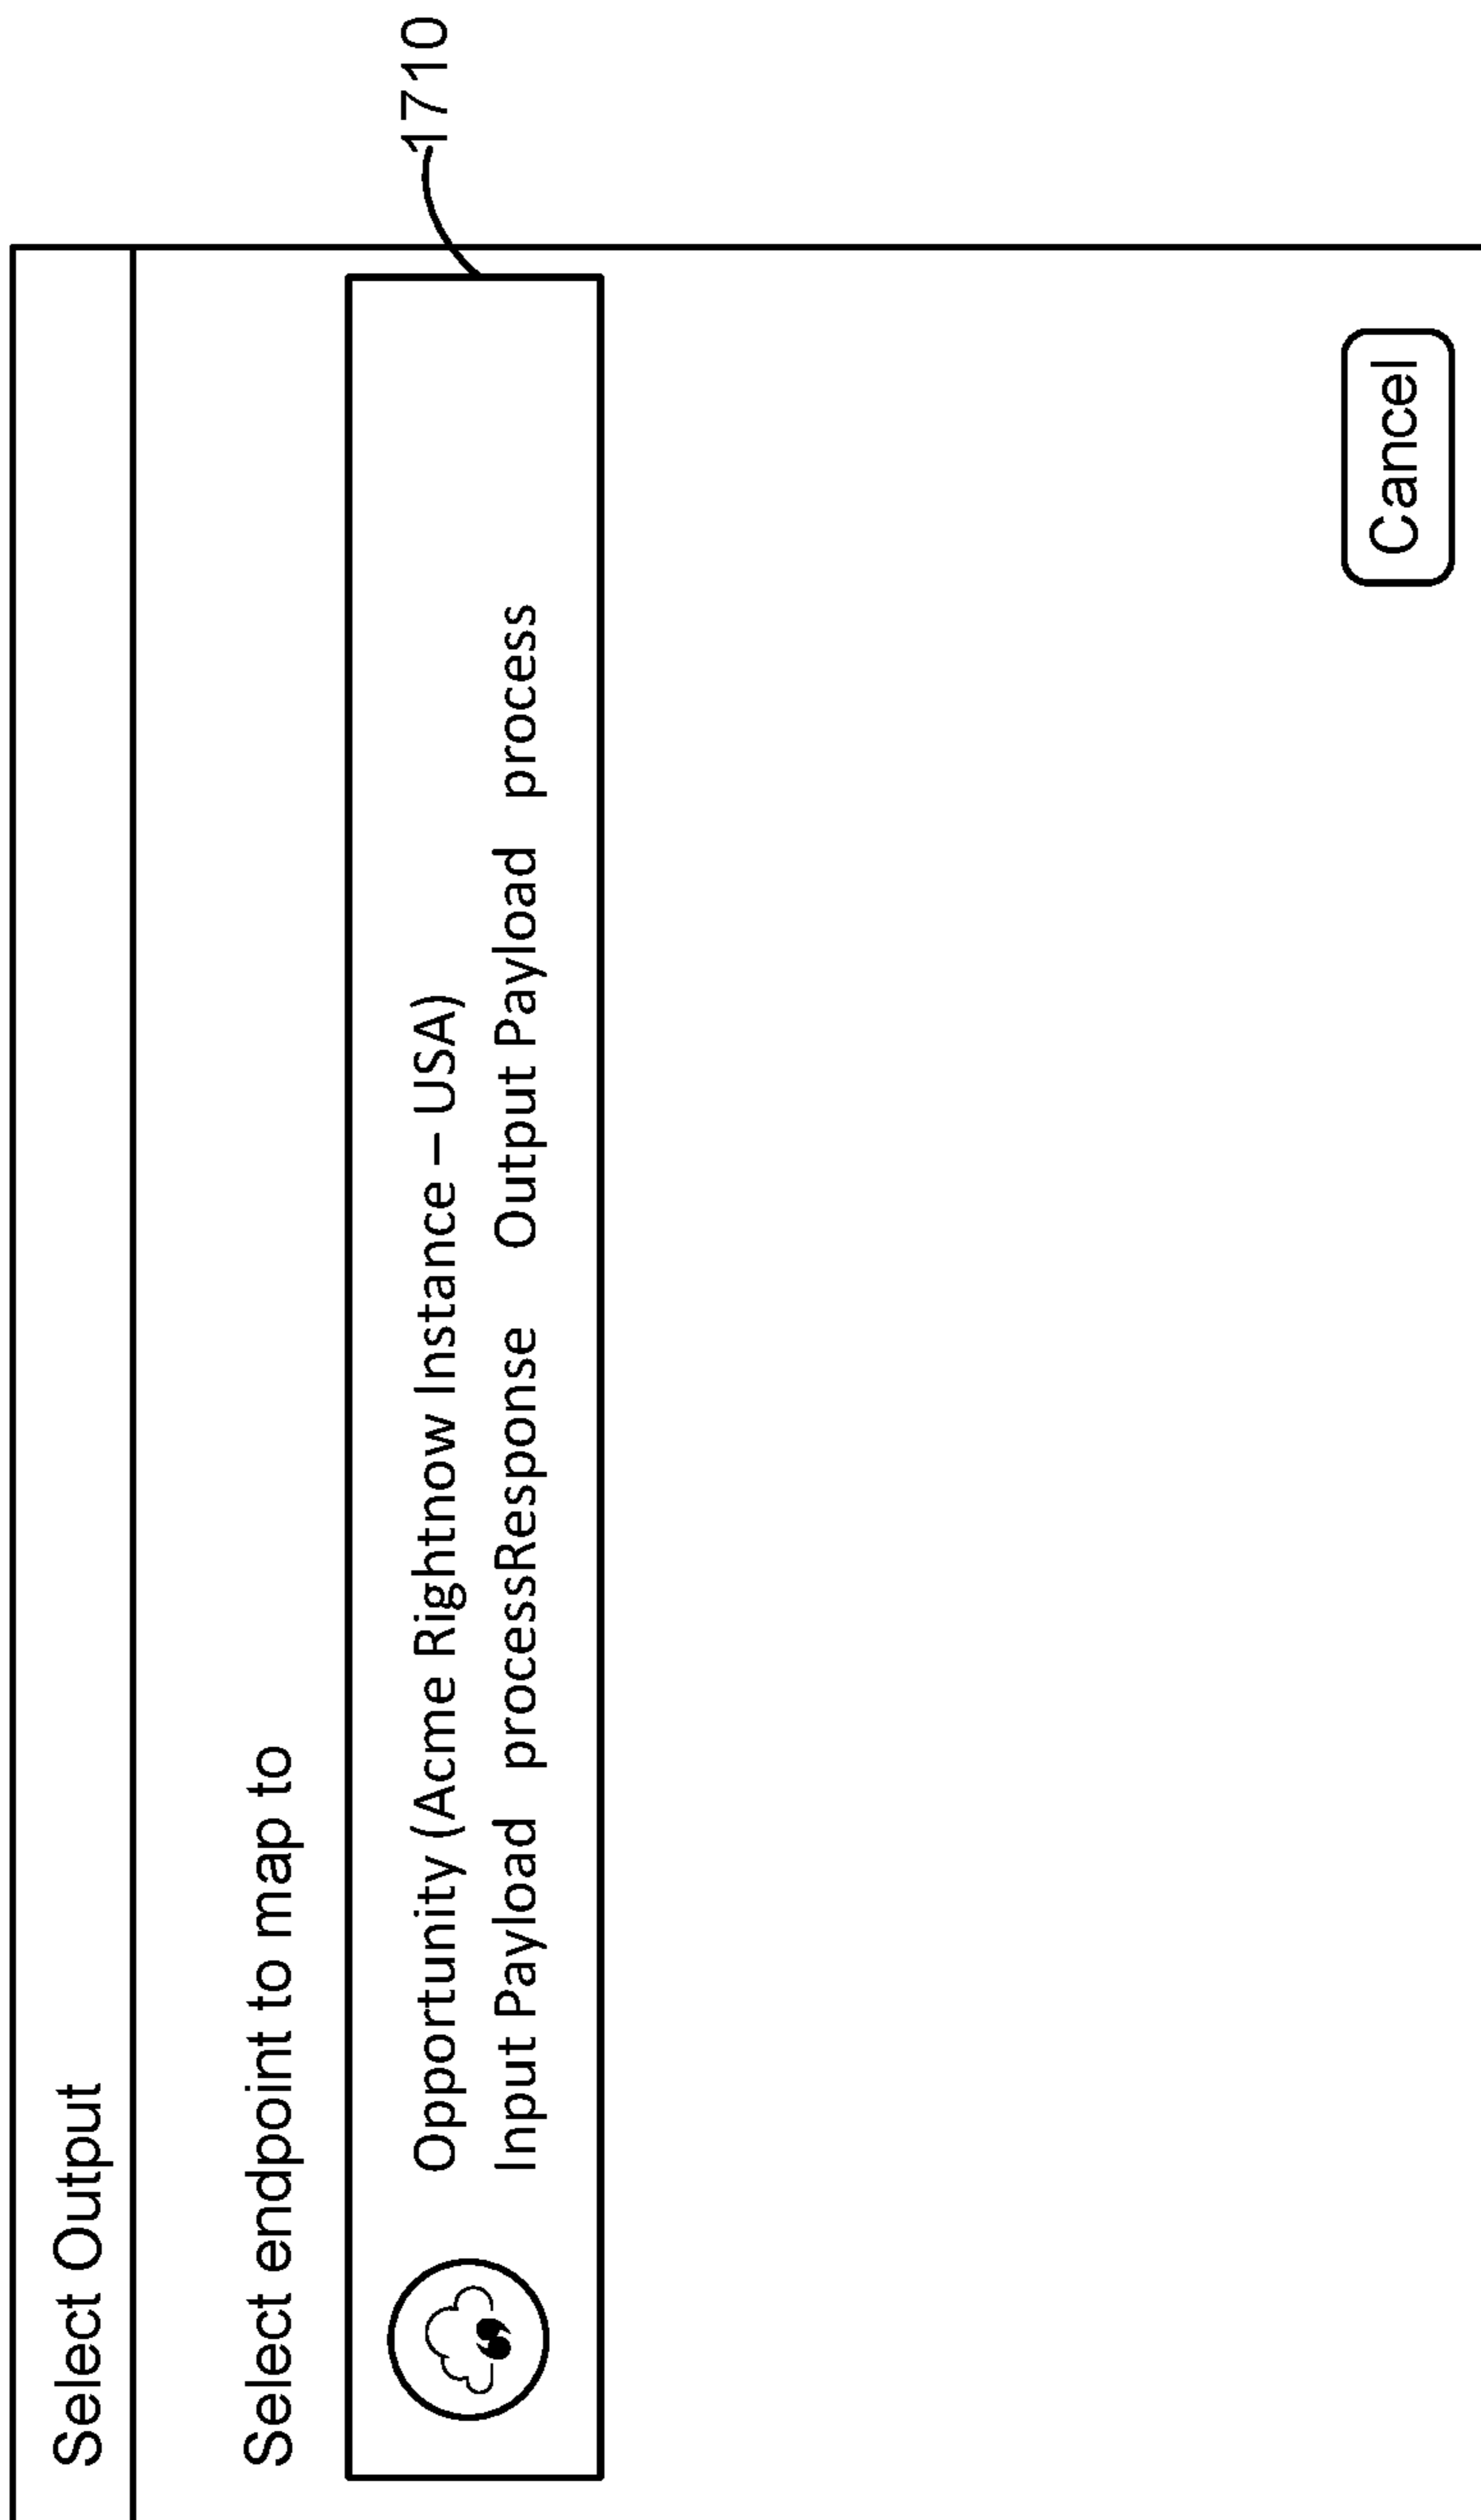 Select Output
Select endpoint to map to
Opportunity (Acme Rightnow Instance – USA)
Input Payload processResponse Output Payload process
1710
Cancel